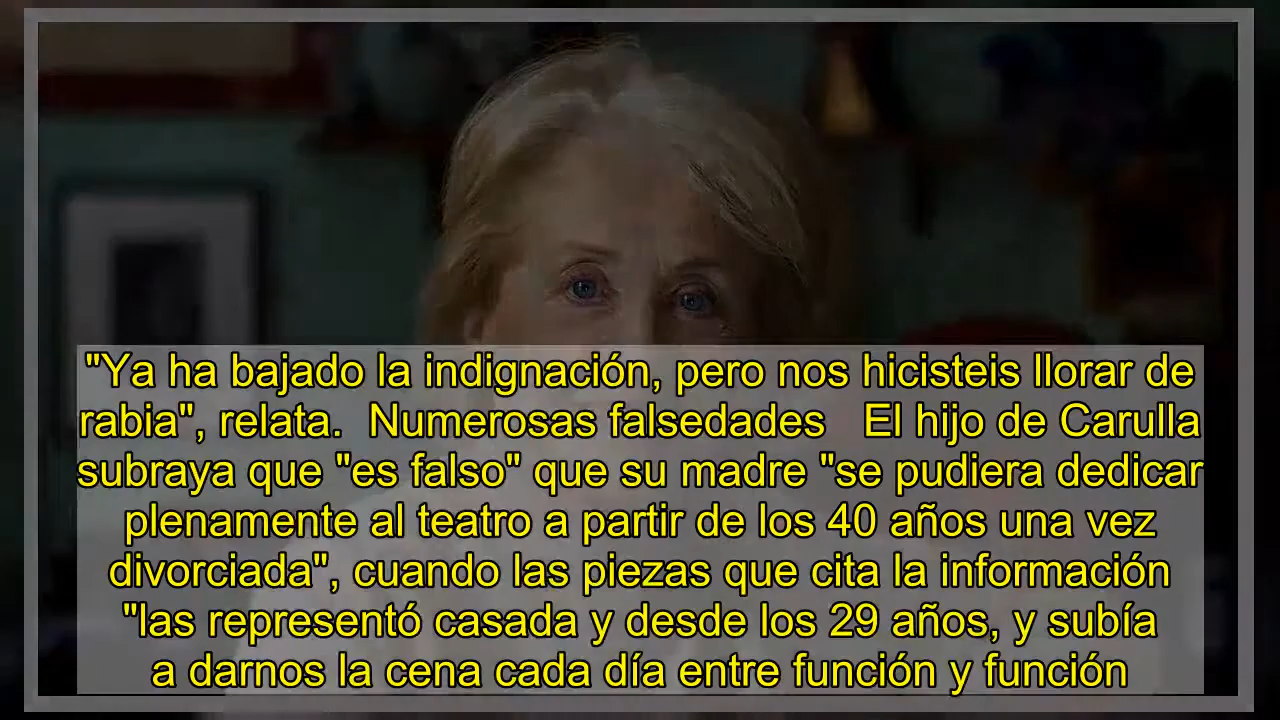 "Ya ha bajado la indignación, pero nos hicisteis llorar de
rabia", relata.  Numerosas falsedades   El hijo de Carulla
subraya que "es falso" que su madre "se pudiera dedicar
plenamente al teatro a partir de los 40 años una vez
divorciada", cuando las piezas que cita la información
"las representó casada y desde los 29 años, y subía
a darnos la cena cada día entre función y función